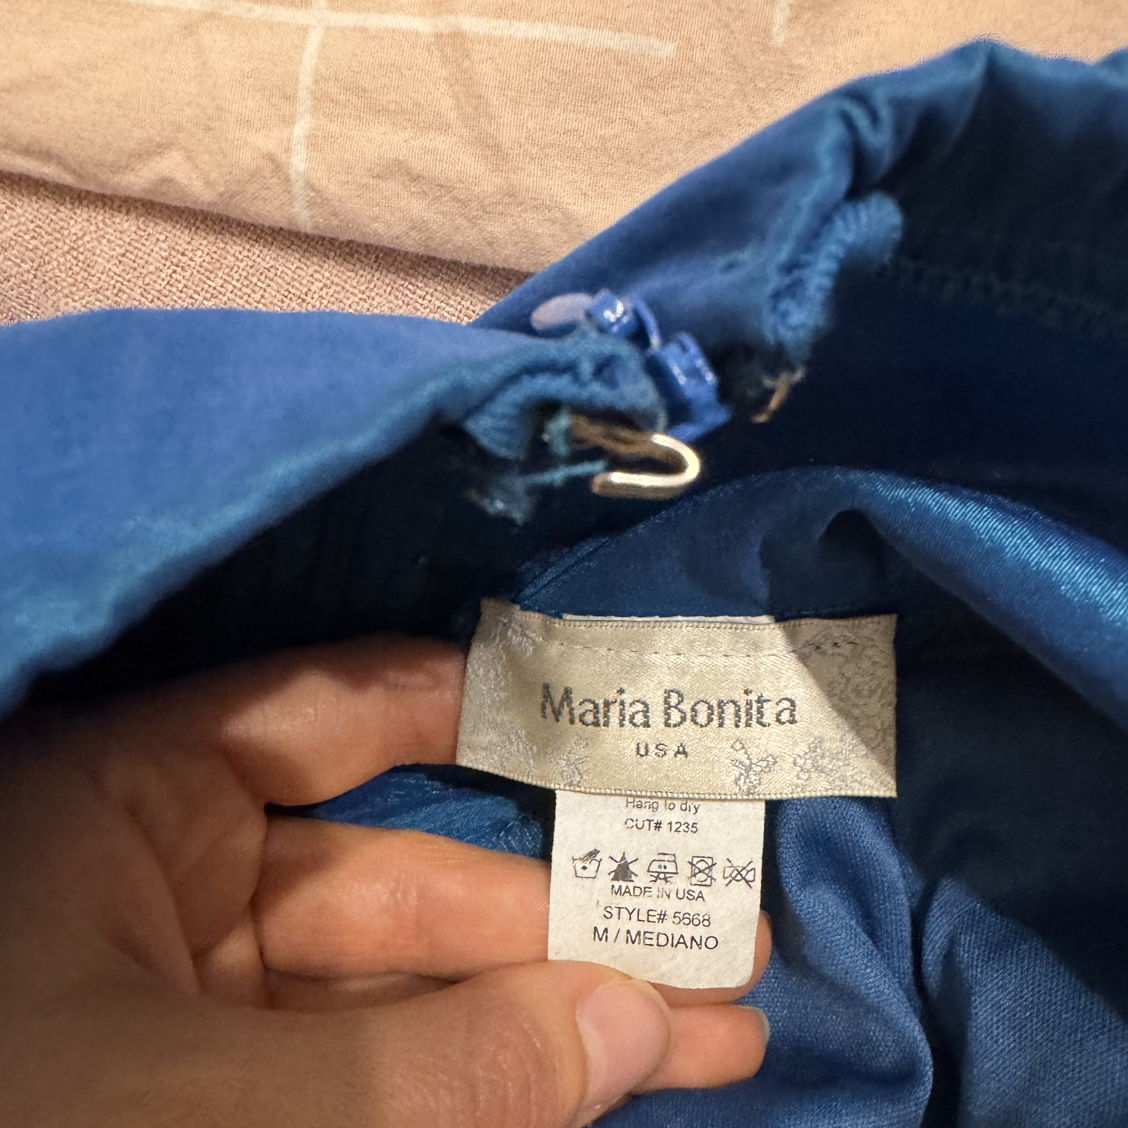 Maria Bonita
USA
Hang to dry
CUT# 1235
MADE IN USA
STYLE# 5668
M / MEDIANO